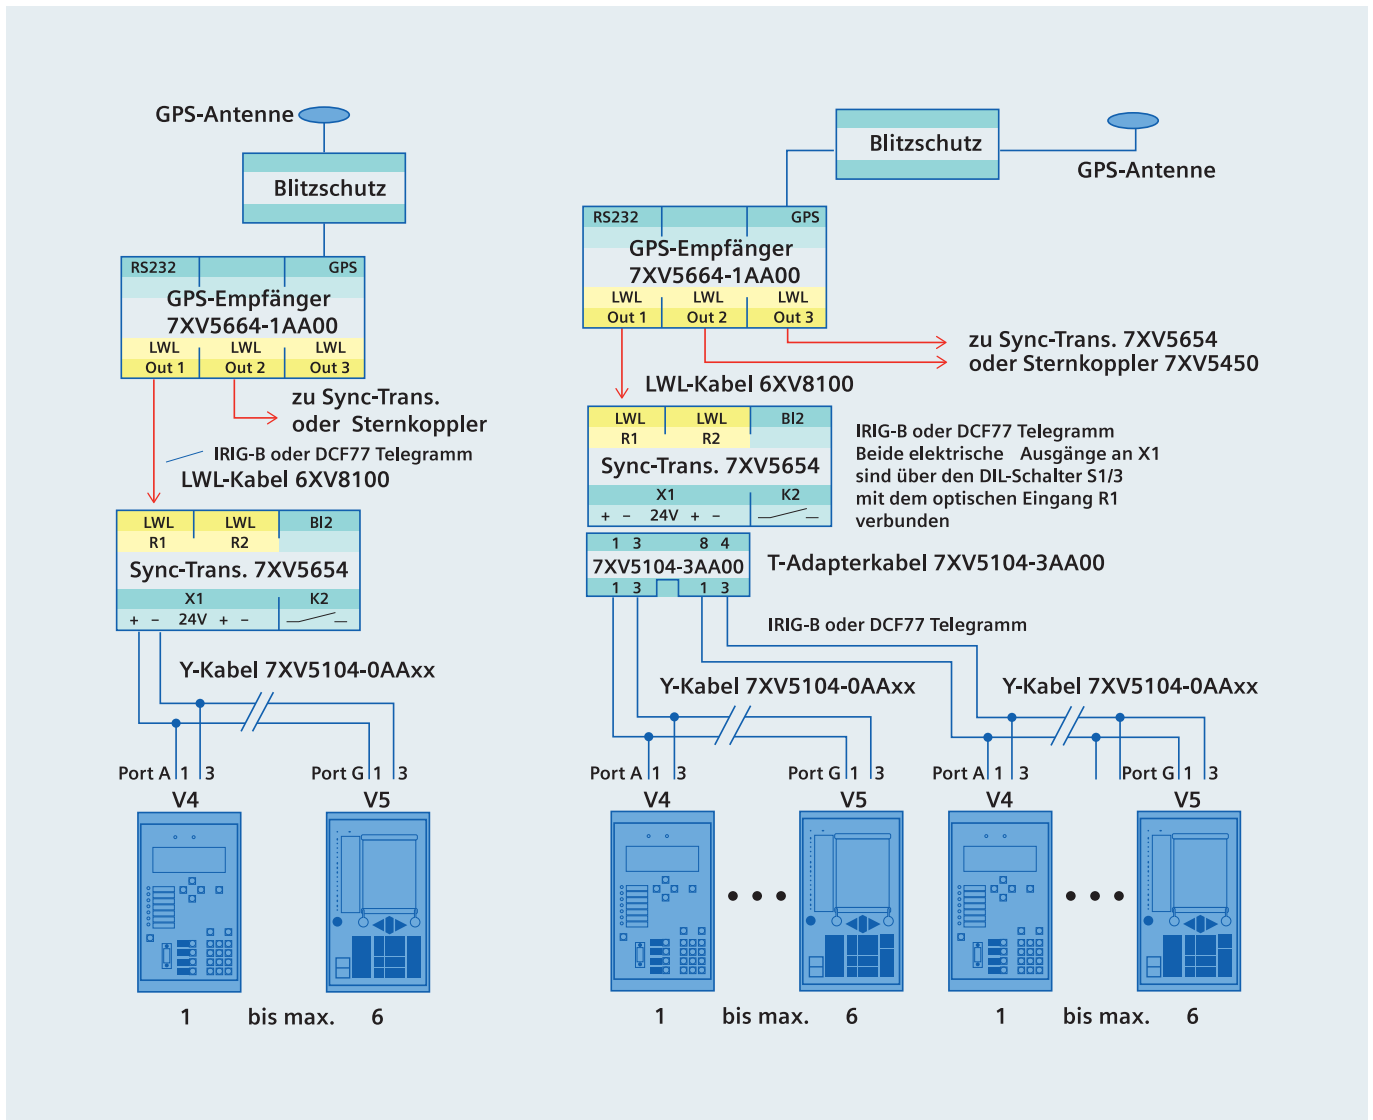 GPS-Antenne
Blitzschutz
RS232 GPS
GPS-Empfänger
7XV5664-1AA00
LWL LWL LWL
Out 1 Out 2 Out 3
zu Sync-Trans.
oder Sternkoppler
IRIG-B oder DCF77 Telegramm
LWL-Kabel 6XV8100
LWL LWL BI2
R1 R2
Sync-Trans. 7XV5654
X1 K2
+ − 24V + −
Y-Kabel 7XV5104-0AAxx
Port A 1 3 Port G 1 3
V4 V5
1 bis max. 6
Blitzschutz
GPS-Antenne
RS232 GPS
GPS-Empfänger
7XV5664-1AA00
LWL LWL LWL
Out 1 Out 2 Out 3
zu Sync-Trans. 7XV5654
oder Sternkoppler 7XV5450
LWL-Kabel 6XV8100
LWL LWL BI2
R1 R2
Sync-Trans. 7XV5654
X1 K2
+ − 24V + −
IRIG-B oder DCF77 Telegramm
Beide elektrische Ausgänge an X1
sind über den DIL-Schalter S1/3
mit dem optischen Eingang R1
verbunden
1 3 8 4
7XV5104-3AA00
1 3 1 3
T-Adapterkabel 7XV5104-3AA00
IRIG-B oder DCF77 Telegramm
Y-Kabel 7XV5104-0AAxx Y-Kabel 7XV5104-0AAxx
Port A 1 3 Port G 1 3 Port A 1 3 Port G 1 3
V4 V5 V4 V5
1 bis max. 6 1 bis max. 6